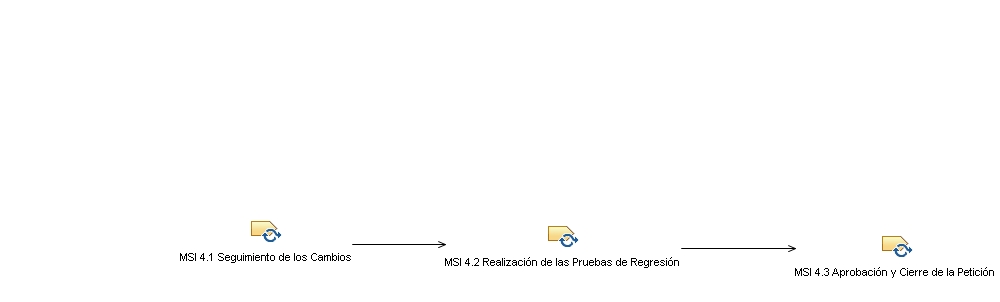 MSI 4.1 Seguimiento de los Cambios
MSI 4.2 Realización de las Pruebas de Regresión
MSI 4.3 Aprobación y Cierre de la Petición